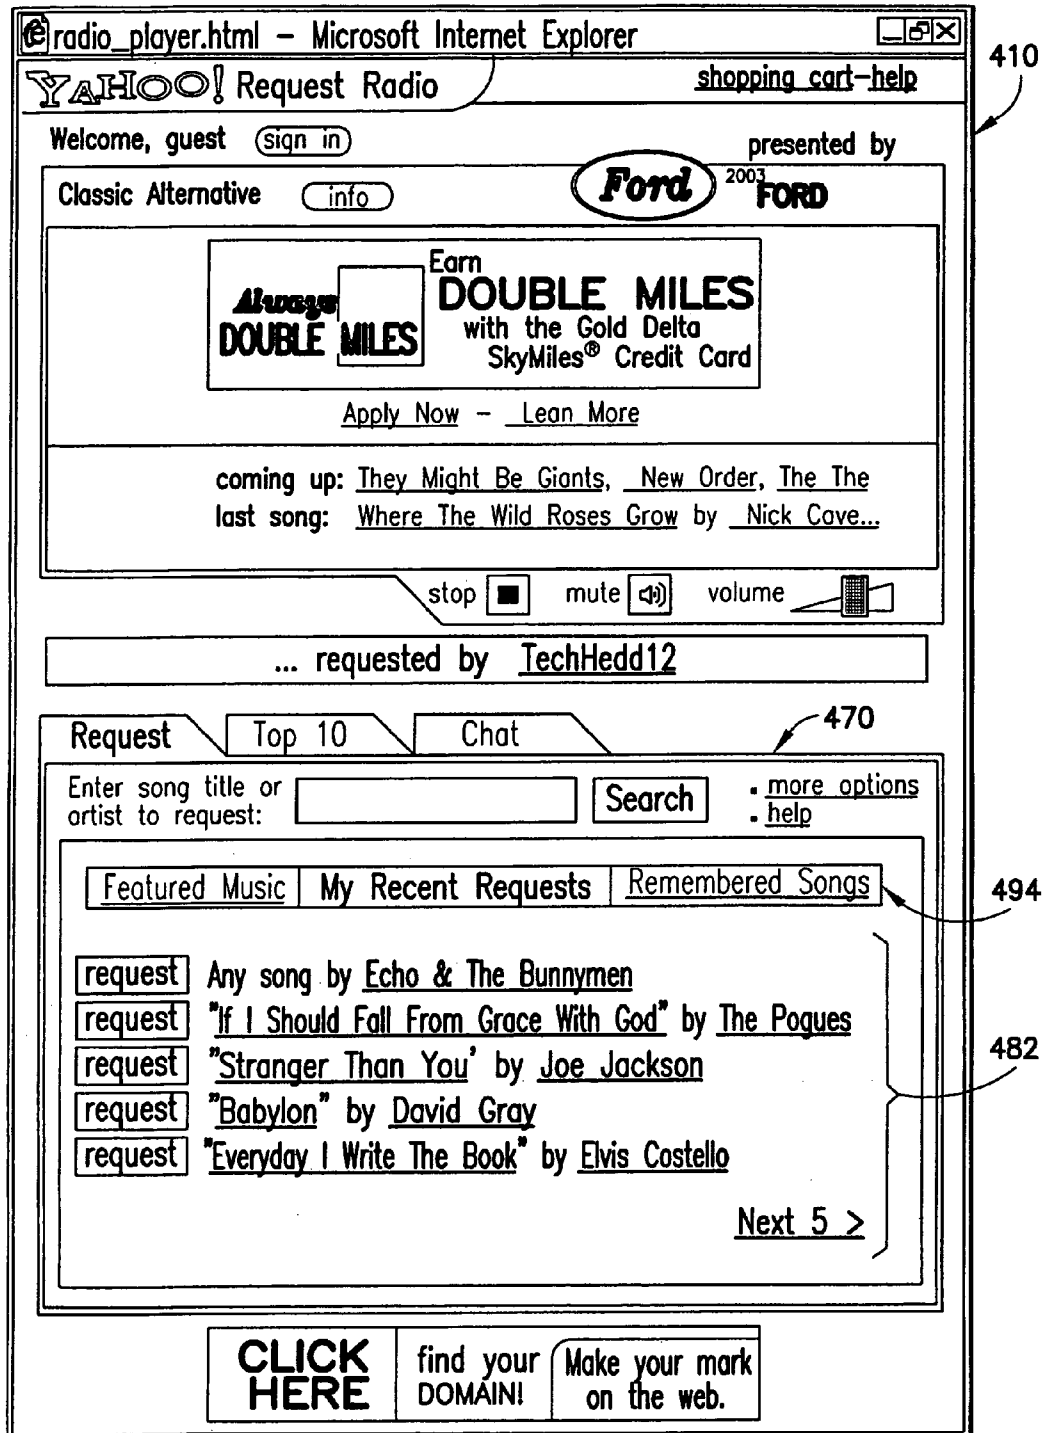 radio_player.html – Microsoft Internet Explorer
410
YAHOO! Request Radio
shopping cart-help
Welcome, guest sign in
presented by
Classic Alternative info
Ford 2003 FORD
Always
DOUBLE MILES
Earn
DOUBLE MILES
with the Gold Delta
SkyMiles® Credit Card
Apply Now – Lean More
coming up: They Might Be Giants, New Order, The The
last song: Where The Wild Roses Grow by Nick Cave...
stop mute volume
... requested by TechHedd12
470
Request Top 10 Chat
Enter song title or
artist to request:
Search
. more options
. help
Featured Music My Recent Requests Remembered Songs
494
request Any song by Echo & The Bunnymen
request "If I Should Fall From Grace With God" by The Pogues
482
request "Stranger Than You' by Joe Jackson
request "Babylon" by David Gray
request "Everyday I Write The Book" by Elvis Costello
Next 5 >
CLICK
HERE
find your
DOMAIN!
Make your mark
on the web.